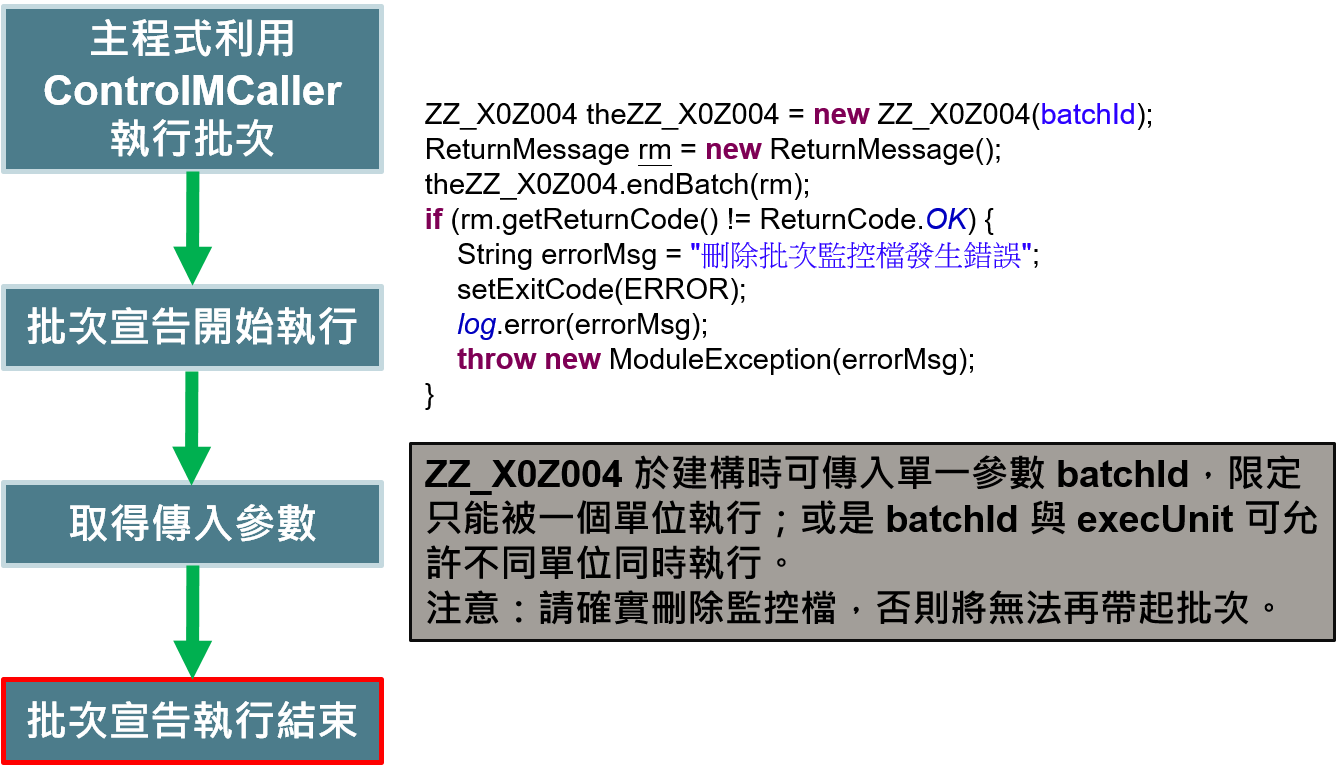 主程式利用
ControlMCaller
執行批次
批次宣告開始執行
取得傳入參數
批次宣告執行結束
ZZ_X0Z004 theZZ_X0Z004 = new ZZ_X0Z004(batchId);
ReturnMessage rm = new ReturnMessage();
theZZ_X0Z004.endBatch(rm);
if (rm.getReturnCode() != ReturnCode.OK) {
String errorMsg = "刪除批次監控檔發生錯誤";
setExitCode(ERROR);
log.error(errorMsg);
throw new ModuleException(errorMsg);
}
ZZ_X0Z004 於建構時可傳入單一參數 batchId，限定
只能被一個單位執行；或是 batchId 與 execUnit 可允
許不同單位同時執行。
注意：請確實刪除監控檔，否則將無法再帶起批次。